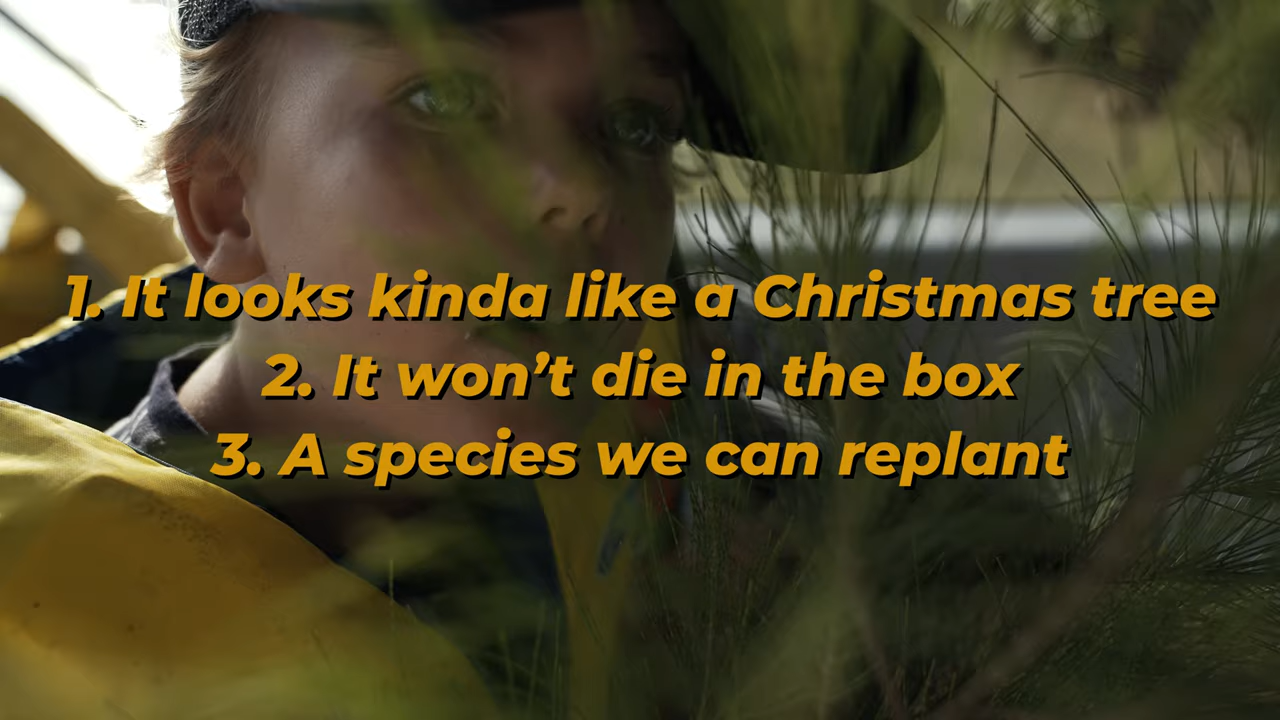 1. It looks kinda like a Christmas tree
2. It won’t die in the box
3. A species we can replant